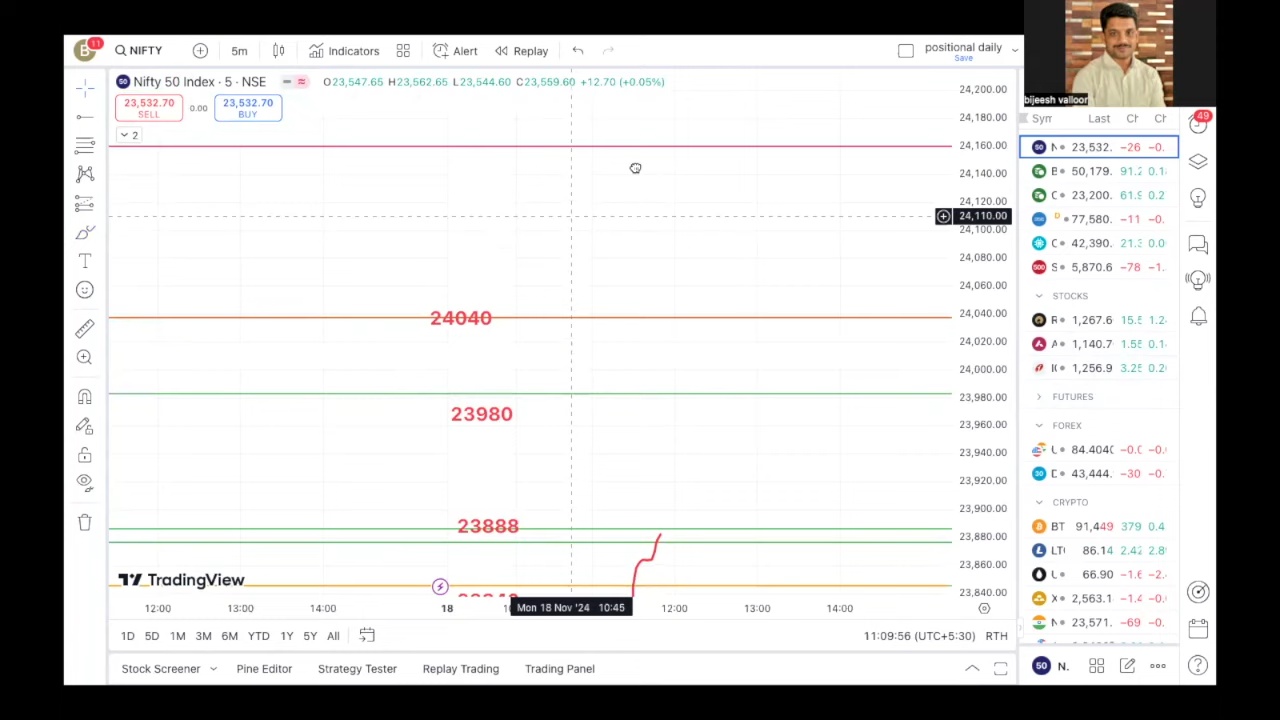 B 11 NIFTY 5m Indicators Alert Replay positional daily
Save
bijeesh valloor
50 Nifty 50 Index · 5 · NSE O23,547.65 H23,562.65 L23,544.60 C23,559.60 +12.70 (+0.05%)
23,532.70 SELL 0.00 23,532.70 BUY
2
24,200.00
24,180.00
24,160.00
24,140.00
24,120.00
24,110.00
24,100.00
24,080.00
24,060.00
24,040.00
24,020.00
24,000.00
23,980.00
23,960.00
23,940.00
23,920.00
23,900.00
23,880.00
23,860.00
23,840.00
24040
23980
23888
TradingView
12:00 13:00 14:00 18 Mon 18 Nov '24 10:45 12:00 13:00 14:00
1D 5D 1M 3M 6M YTD 1Y 5Y All 11:09:56 (UTC+5:30) RTH
Stock Screener Pine Editor Strategy Tester Replay Trading Trading Panel
Last
49
50 23,532. −26 −0.
B 50,179. 91.2
23,200. 61.9 0.2
D 77,580. −11 −0.
42,390. 21.3 0.0
500 S 5,870.6 −78 −1.
STOCKS
1,267.6 15.5 1.2
1,140.7 1.55 0.1
1,256.9 3.25 0.2
FUTURES
FOREX
84.404 −0.0
30 43,444. −30 −0.
CRYPTO
BT 91,449 379 0.4
86.14 2.42 2.8
66.90 −1.6 −2.
X 2,563.1 −1.4 −0.
23,571. −69 −0.
50 N.